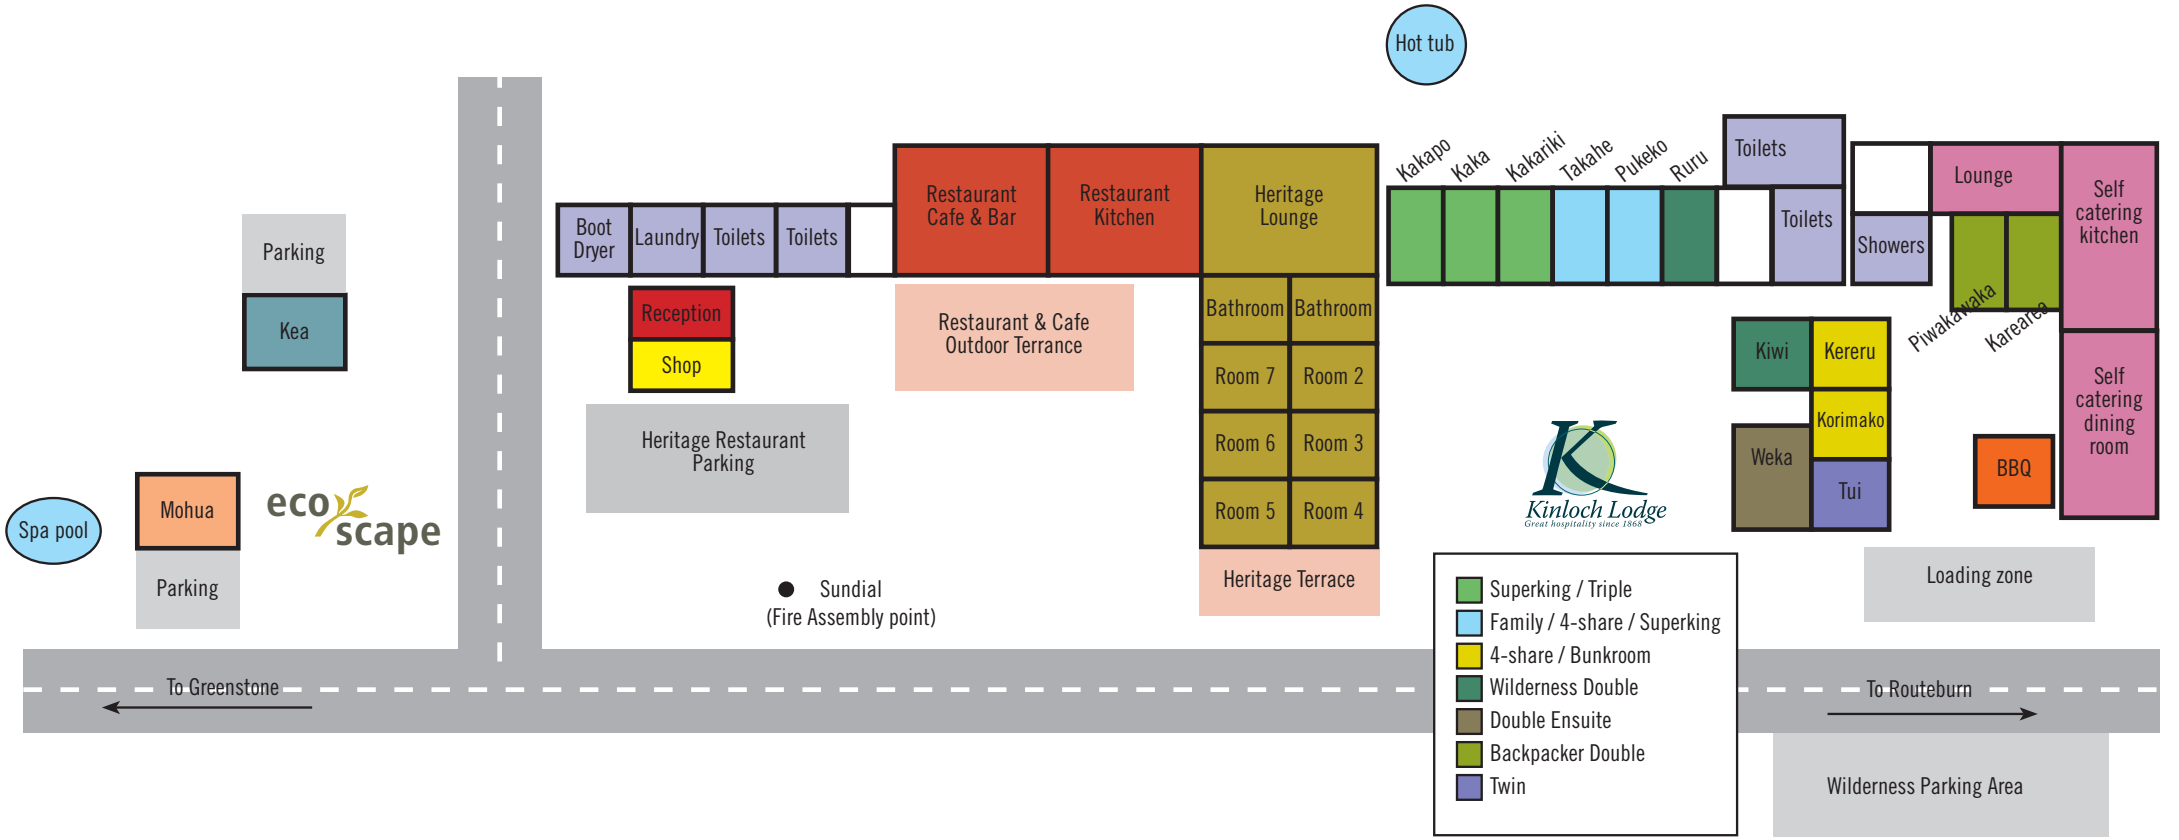 Hot tub
Kakapo
Kaka
Kakariki
Takahe
Pukeko
Ruru
Toilets
Toilets
Showers
Lounge
Self
catering
kitchen
Piwakawaka
Karearea
Self
catering
dining
room
BBQ
Kiwi
Kereru
Korimako
Weka
Tui
Loading zone
Parking
Kea
Boot
Dryer
Laundry
Toilets
Toilets
Restaurant
Cafe & Bar
Restaurant
Kitchen
Heritage
Lounge
Reception
Shop
Restaurant & Cafe
Outdoor Terrance
Bathroom
Bathroom
Room 7
Room 2
Room 6
Room 3
Room 5
Room 4
Heritage Terrace
Heritage Restaurant
Parking
Spa pool
Mohua
Parking
eco
scape
Sundial
(Fire Assembly point)
K
Kinloch Lodge
Great hospitality since 1868
Superking / Triple
Family / 4-share / Superking
4-share / Bunkroom
Wilderness Double
Double Ensuite
Backpacker Double
Twin
To Greenstone
To Routeburn
Wilderness Parking Area